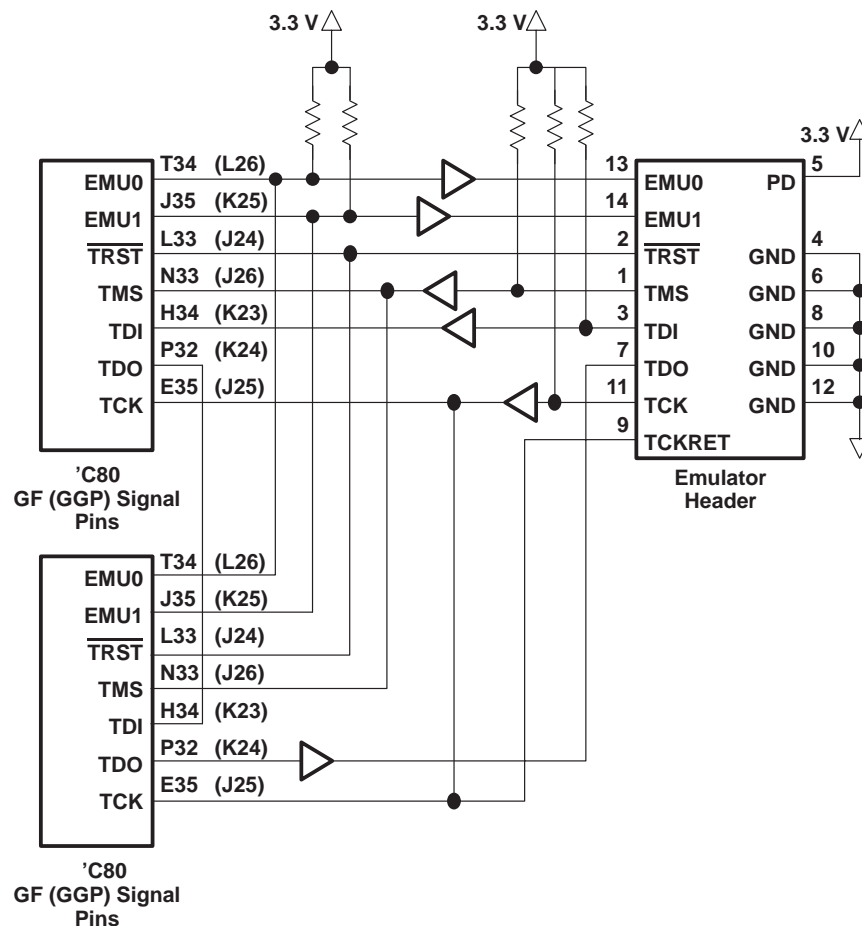 3.3 V
3.3 V
3.3 V
T34 (L26)
EMU0
J35 (K25)
EMU1
L33 (J24)
TRST
N33 (J26)
TMS
H34 (K23)
TDI
P32 (K24)
TDO
E35 (J25)
TCK
’C80
GF (GGP) Signal
Pins
13
EMU0
14
EMU1
2
TRST
1
TMS
3
TDI
7
TDO
11
TCK
9
TCKRET
5
PD
4
GND
6
GND
8
GND
10
GND
12
GND
Emulator
Header
T34 (L26)
EMU0
J35 (K25)
EMU1
L33 (J24)
TRST
N33 (J26)
TMS
H34 (K23)
TDI
P32 (K24)
TDO
E35 (J25)
TCK
’C80
GF (GGP) Signal
Pins